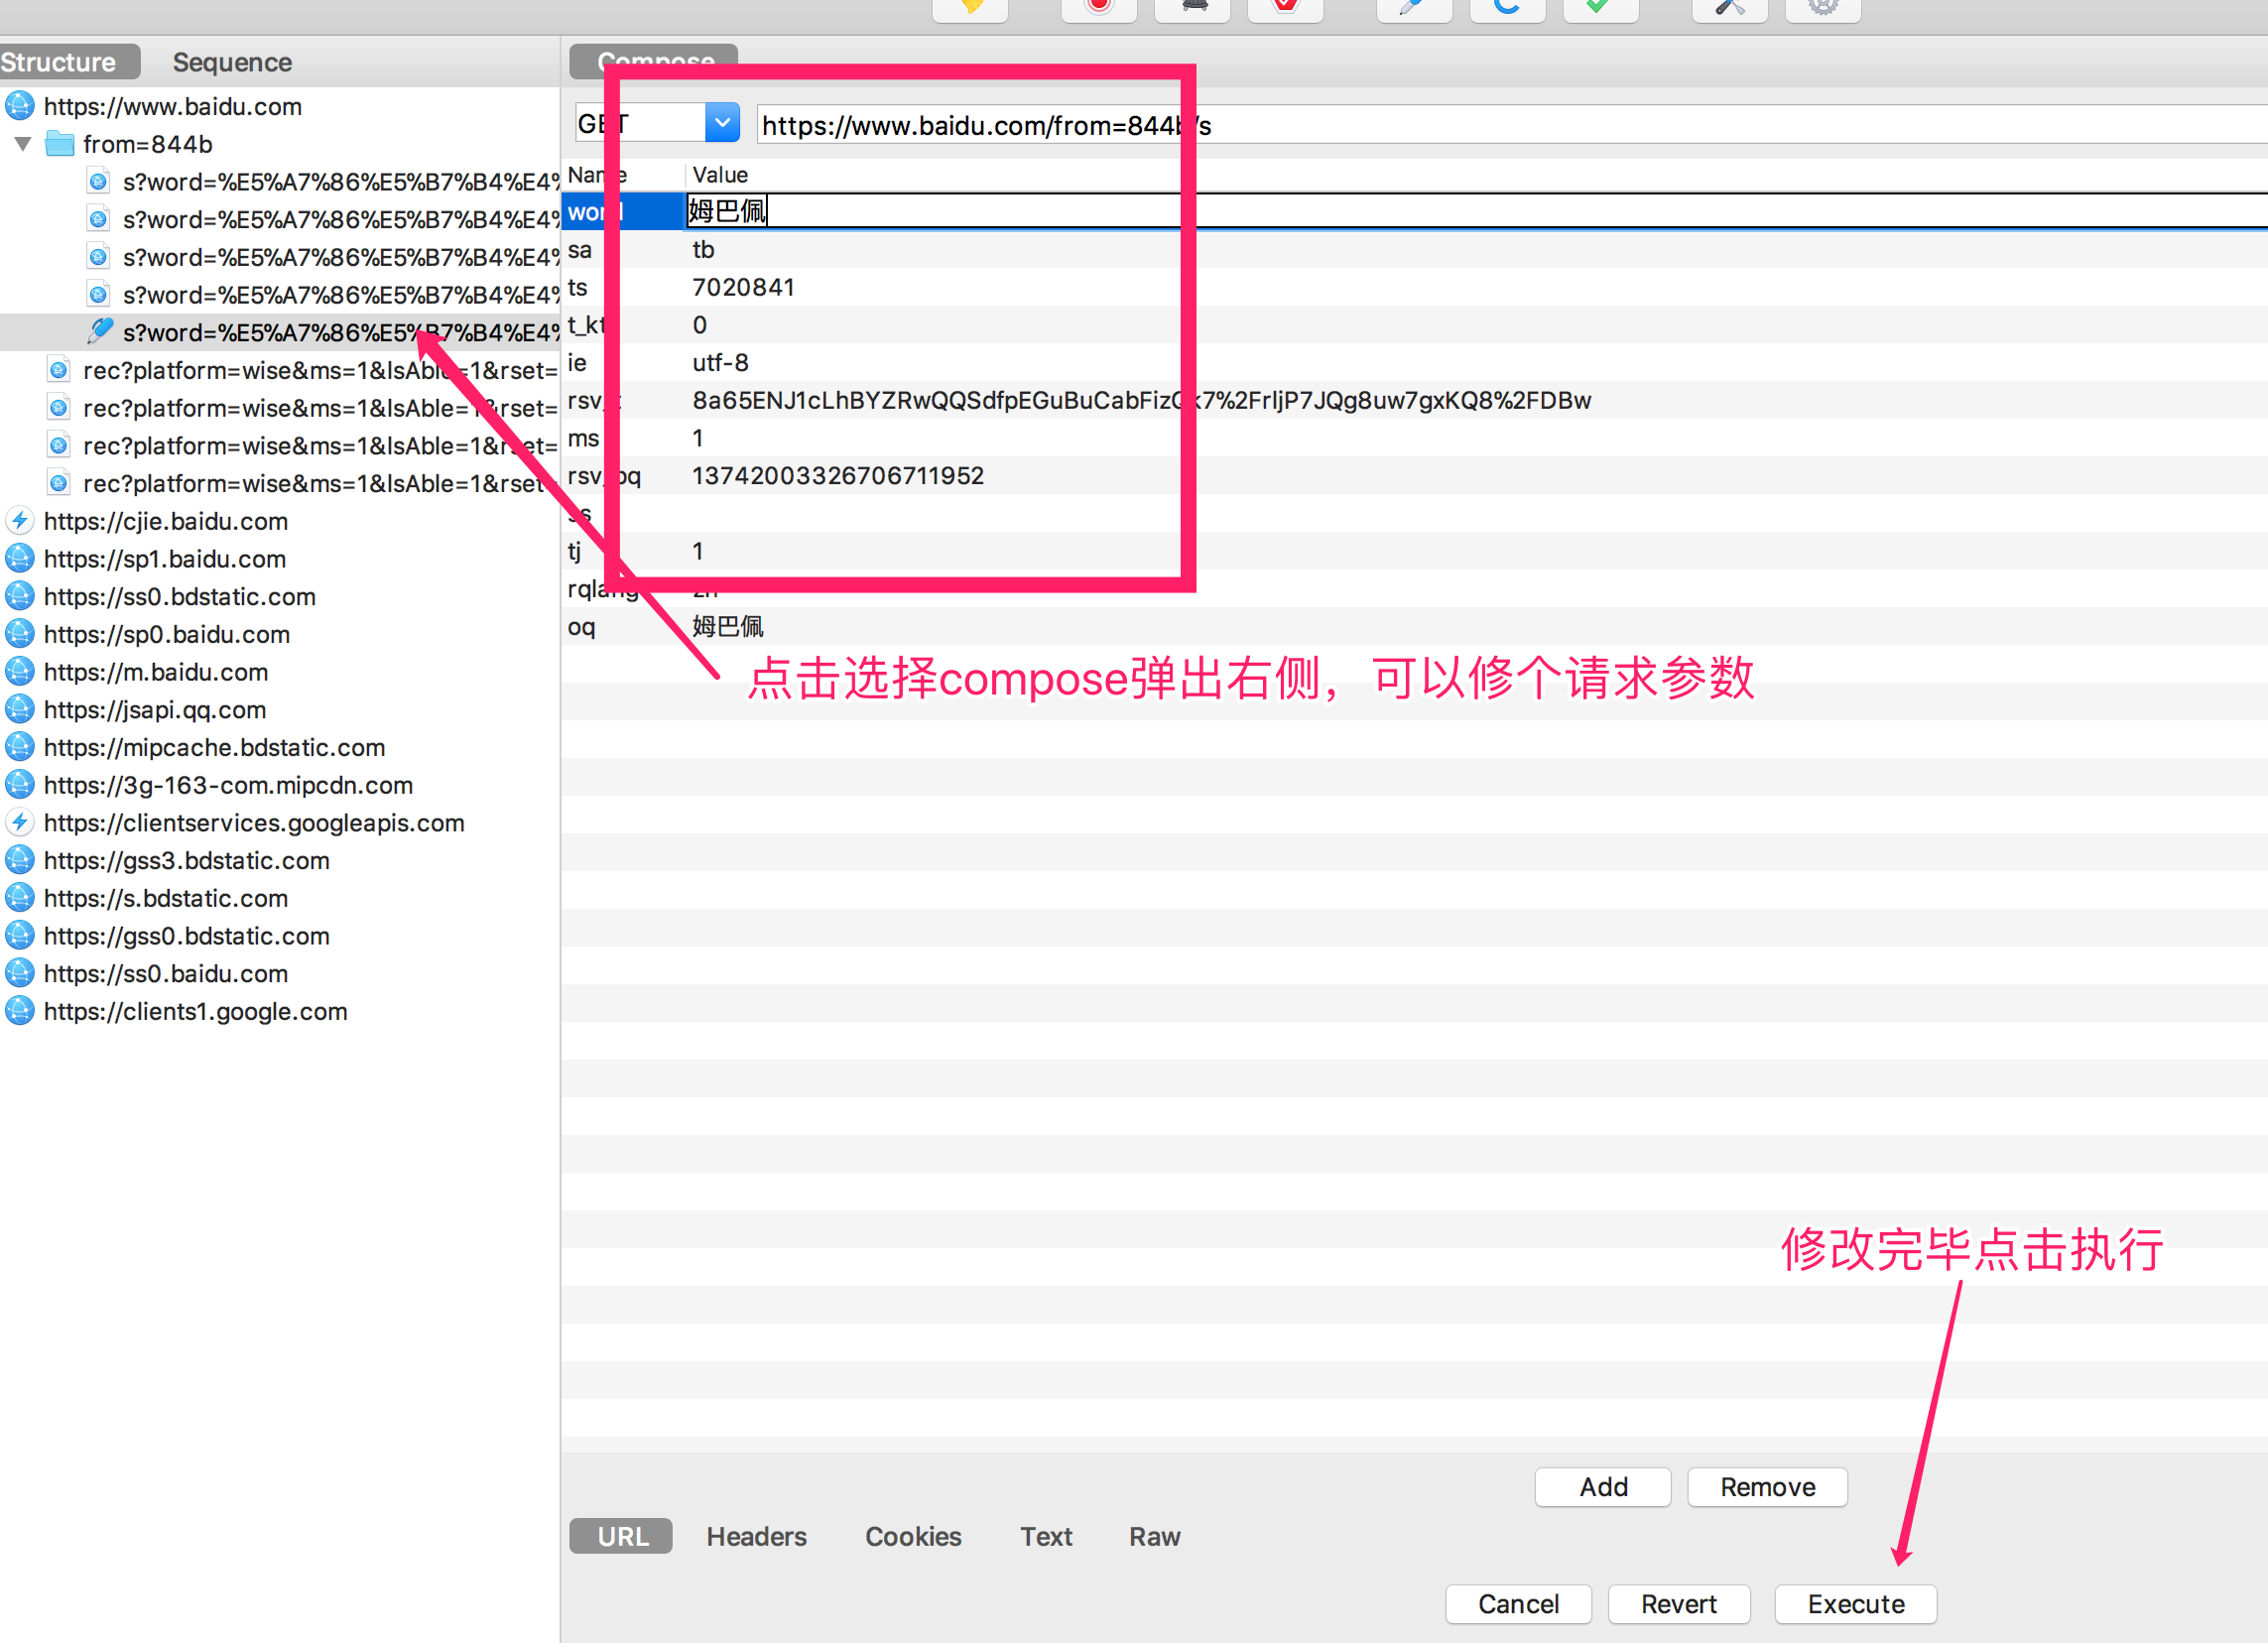 Structure
Sequence
Compose
https://www.baidu.com
from=844b
s?word=%E5%A7%86%E5%B7%B4%E4%
s?word=%E5%A7%86%E5%B7%B4%E4%
s?word=%E5%A7%86%E5%B7%B4%E4%
s?word=%E5%A7%86%E5%B7%B4%E4%
s?word=%E5%A7%86%E5%B7%B4%E4%
rec?platform=wise&ms=1&lsAble=1&rset=
rec?platform=wise&ms=1&lsAble=1&rset=
rec?platform=wise&ms=1&lsAble=1&rset=
rec?platform=wise&ms=1&lsAble=1&rset=
https://cjie.baidu.com
https://sp1.baidu.com
https://ss0.bdstatic.com
https://sp0.baidu.com
https://m.baidu.com
https://jsapi.qq.com
https://mipcache.bdstatic.com
https://3g-163-com.mipcdn.com
https://clientservices.googleapis.com
https://gss3.bdstatic.com
https://s.bdstatic.com
https://gss0.bdstatic.com
https://ss0.baidu.com
https://clients1.google.com
GET
https://www.baidu.com/from=844b/s
Name Value
word 姆巴佩
sa tb
ts 7020841
t_kt 0
ie utf-8
rsv_t
ms 1
rsv_pq 13742003326706711952
ss
tj 1
rqlang zh
oq 姆巴佩
点击选择compose弹出右侧，可以修个请求参数
修改完毕点击执行
Add Remove
URL Headers Cookies Text Raw
Cancel Revert Execute